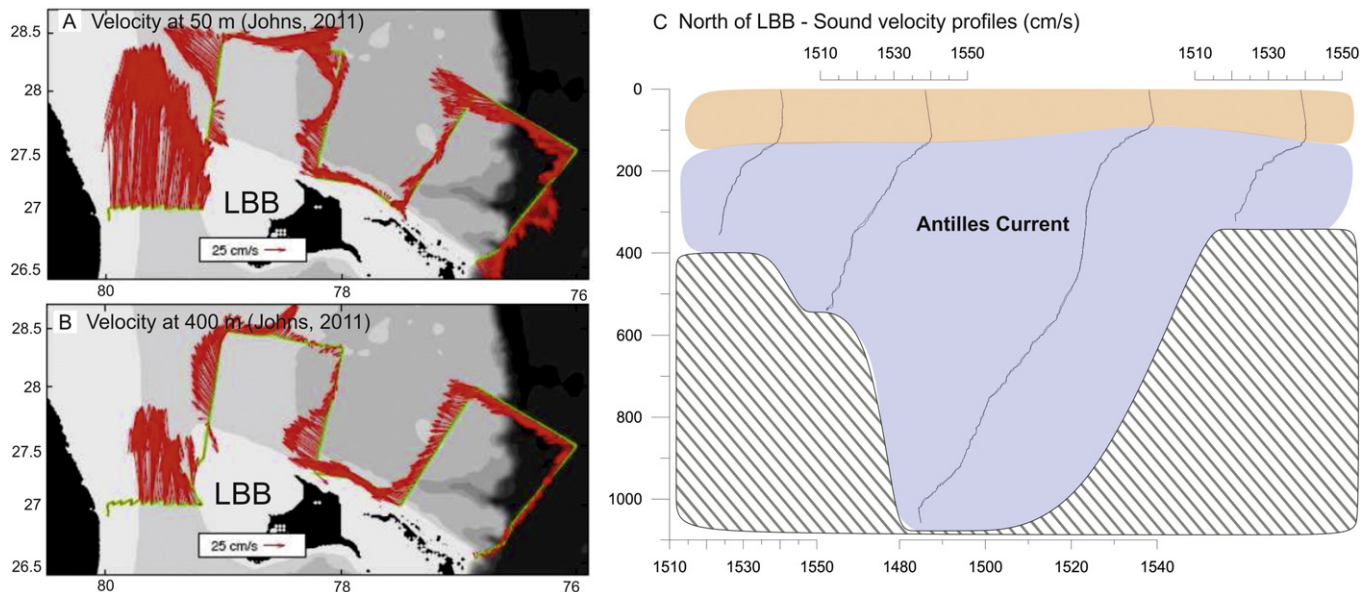 A Velocity at 50 m (Johns, 2011)
28.5
28
27.5
27
26.5
LBB
25 cm/s
80 78 76
B Velocity at 400 m (Johns, 2011)
28.5
28
27.5
27
26.5
LBB
25 cm/s
80 78 76
C North of LBB - Sound velocity profiles (cm/s)
1510 1530 1550 1510 1530 1550
0
200
400
600
800
1000
Antilles Current
1510 1530 1550 1480 1500 1520 1540